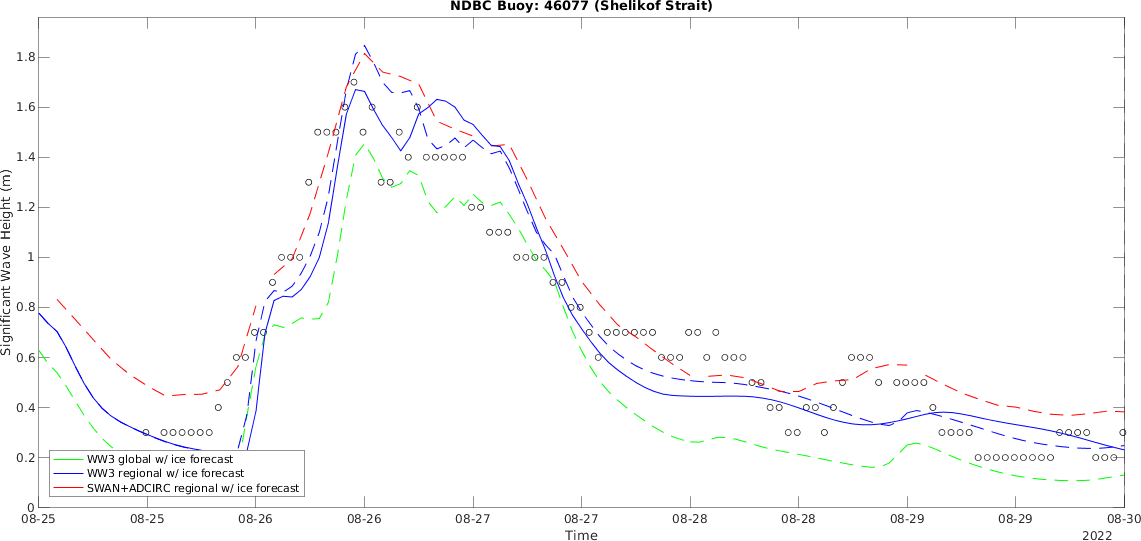 NDBC Buoy: 46077 (Shelikof Strait)
Significant Wave Height (m)
1.8
1.6
1.4
1.2
1
0.8
0.6
0.4
0.2
0
WW3 global w/ ice forecast
WW3 regional w/ ice forecast
SWAN+ADCIRC regional w/ ice forecast
08-25 08-25 08-26 08-26 08-27 08-27 08-28 08-28 08-29 08-29 08-30
Time
2022